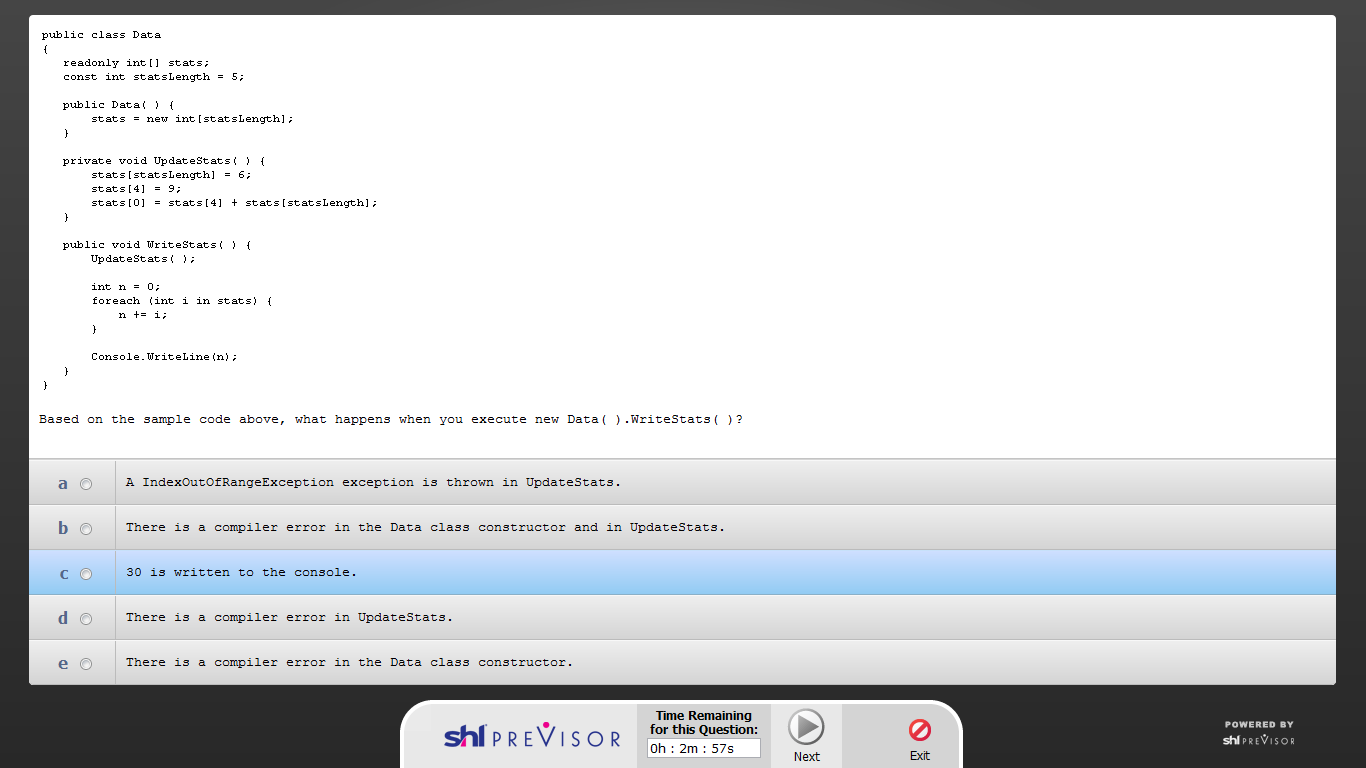 public class Data
{
readonly int[] stats;
const int statsLength = 5;
public Data( ) {
stats = new int[statsLength];
}
private void UpdateStats( ) {
stats[statsLength] = 6;
stats[4] = 9;
stats[0] = stats[4] + stats[statsLength];
}
public void WriteStats( ) {
UpdateStats( );
int n = 0;
foreach (int i in stats) {
n += i;
}
Console.WriteLine(n);
}
}
Based on the sample code above, what happens when you execute new Data( ).WriteStats( )?
a A IndexOutOfRangeException exception is thrown in UpdateStats.
b There is a compiler error in the Data class constructor and in UpdateStats.
c 30 is written to the console.
d There is a compiler error in UpdateStats.
e There is a compiler error in the Data class constructor.
shl PREVISOR
Time Remaining
for this Question:
0h : 2m : 57s
Next
Exit
POWERED BY
shl PREVISOR